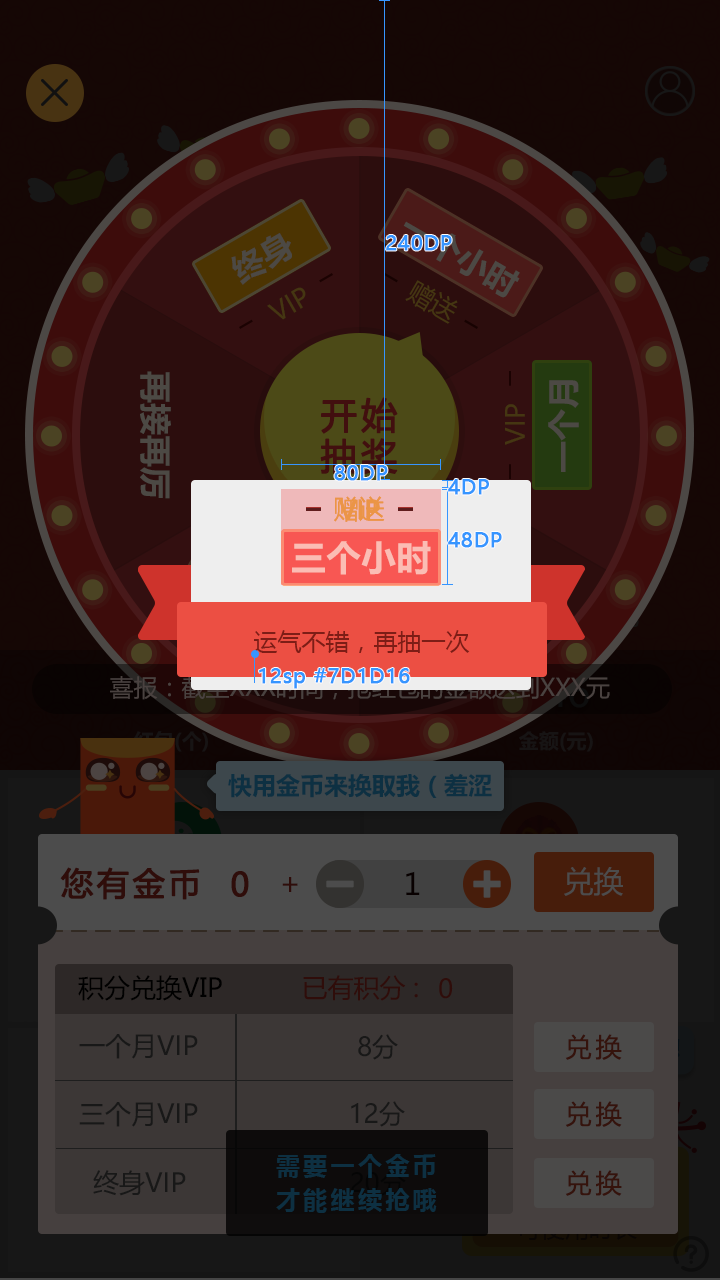 240DP
终身
VIP
三个小时
赠送
再接再历
开始
抽奖
VIP
一个月
80DP
4DP
赠送
48DP
三个小时
运气不错，再抽一次
12sp #7D1D16
喜报：截至XXX时间，抢红包的金额达到XXX元
红包(个)
金额(元)
快用金币来换取我（羞涩
您有金币 0 + 1 兑换
积分兑换VIP 已有积分： 0
一个月VIP 8分 兑换
三个月VIP 12分 兑换
终身VIP 20分 兑换
需要一个金币
才能继续抢哦
?